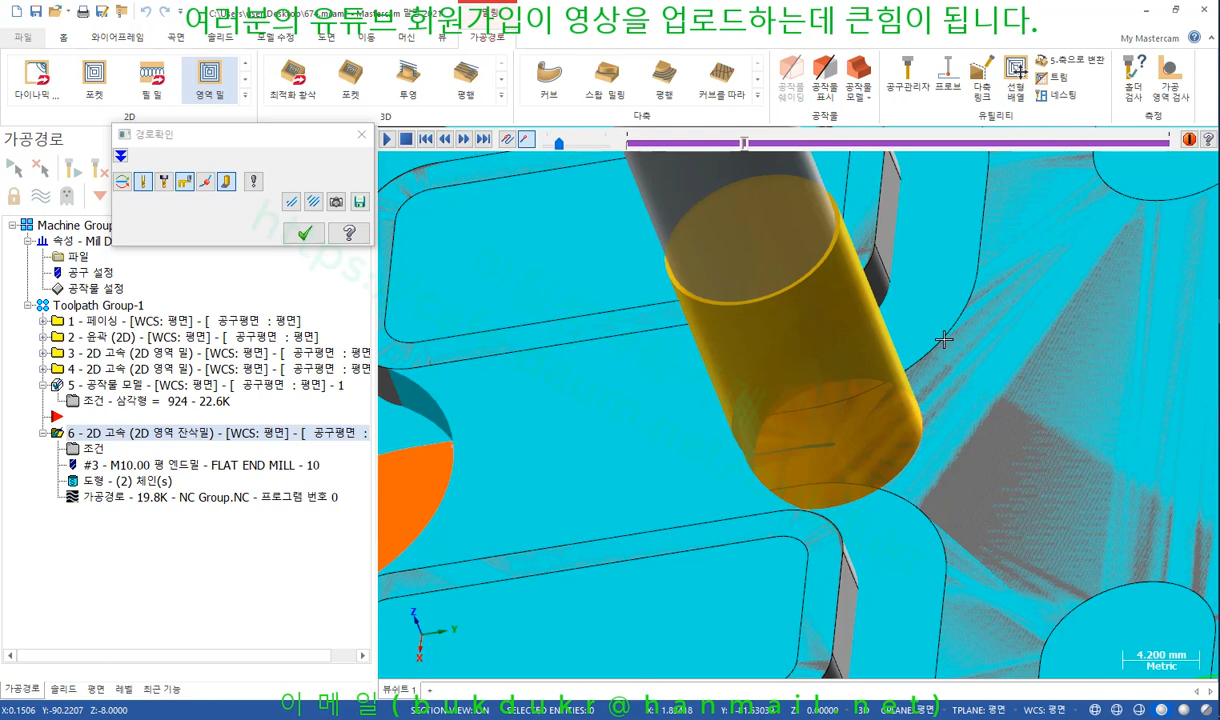 여러분의 유튜브 회원가입이 영상을 업로드하는데 큰힘이 됩니다.
파일 홈 와이어프레임 곡면 솔리드 모델 수정 도면 이동 머신 뷰 가공경로
My Mastercam
다이나믹 ... 포켓 필 밀 영역 밀
최적화 황삭 포켓 투영 평행
커브 스왑 밀링 평행 커브를 따라
공작물 쉐이딩 공작물 표시 공작물 모델
공구관리자 프로브 다축 링크 선형 배열 5-축으로 변환
트림
네스팅
홀더 검사 가공 영역 검사
2D 3D 다축 공작물 유틸리티 측정
가공경로
경로확인
Machine Group
속성 - Mill D
파일
공구 설정
공작물 설정
Toolpath Group-1
1 - 페이싱 - [WCS: 평면] - [ 공구평면 : 평면]
2 - 윤곽 (2D) - [WCS: 평면] - [ 공구평면 : 평면]
3 - 2D 고속 (2D 영역 밀) - [WCS: 평면] - [ 공구평면
4 - 2D 고속 (2D 영역 밀) - [WCS: 평면] - [ 공구평면
5 - 공작물 모델 - [WCS: 평면] - [ 공구평면 : 평면] - 1
조건 - 삼각형 = 924 - 22.6K
6 - 2D 고속 (2D 영역 잔삭밀) - [WCS: 평면] - [ 공구평면 :
조건
#3 - M10.00 평 엔드밀 - FLAT END MILL - 10
도형 - (2) 체인(s)
가공경로 - 19.8K - NC Group.NC - 프로그램 번호 0
Z
Y
X
4.200 mm
Metric
가공경로 솔리드 평면 레벨 최근 기능
뷰쉬트 1
이 메 일 ( b u k d u k r @ h a n m a i l . n e t )
X:0.1506 Y:-90.2207 Z:-8.0000
SECTION VIEW: ON SELECTED ENTITIES: 0
TPLANE: 평면 WCS: 평면